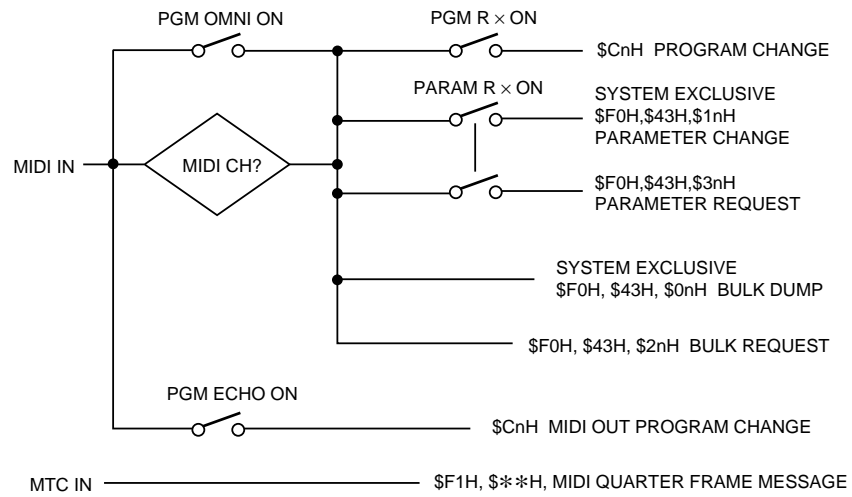 PGM OMNI ON
PGM R × ON
$CnH PROGRAM CHANGE
PARAM R × ON
SYSTEM EXCLUSIVE
$F0H,$43H,$1nH
PARAMETER CHANGE
MIDI IN
MIDI CH?
$F0H,$43H,$3nH
PARAMETER REQUEST
SYSTEM EXCLUSIVE
$F0H, $43H, $0nH BULK DUMP
$F0H, $43H, $2nH BULK REQUEST
PGM ECHO ON
$CnH MIDI OUT PROGRAM CHANGE
MTC IN
$F1H, $∗∗H, MIDI QUARTER FRAME MESSAGE